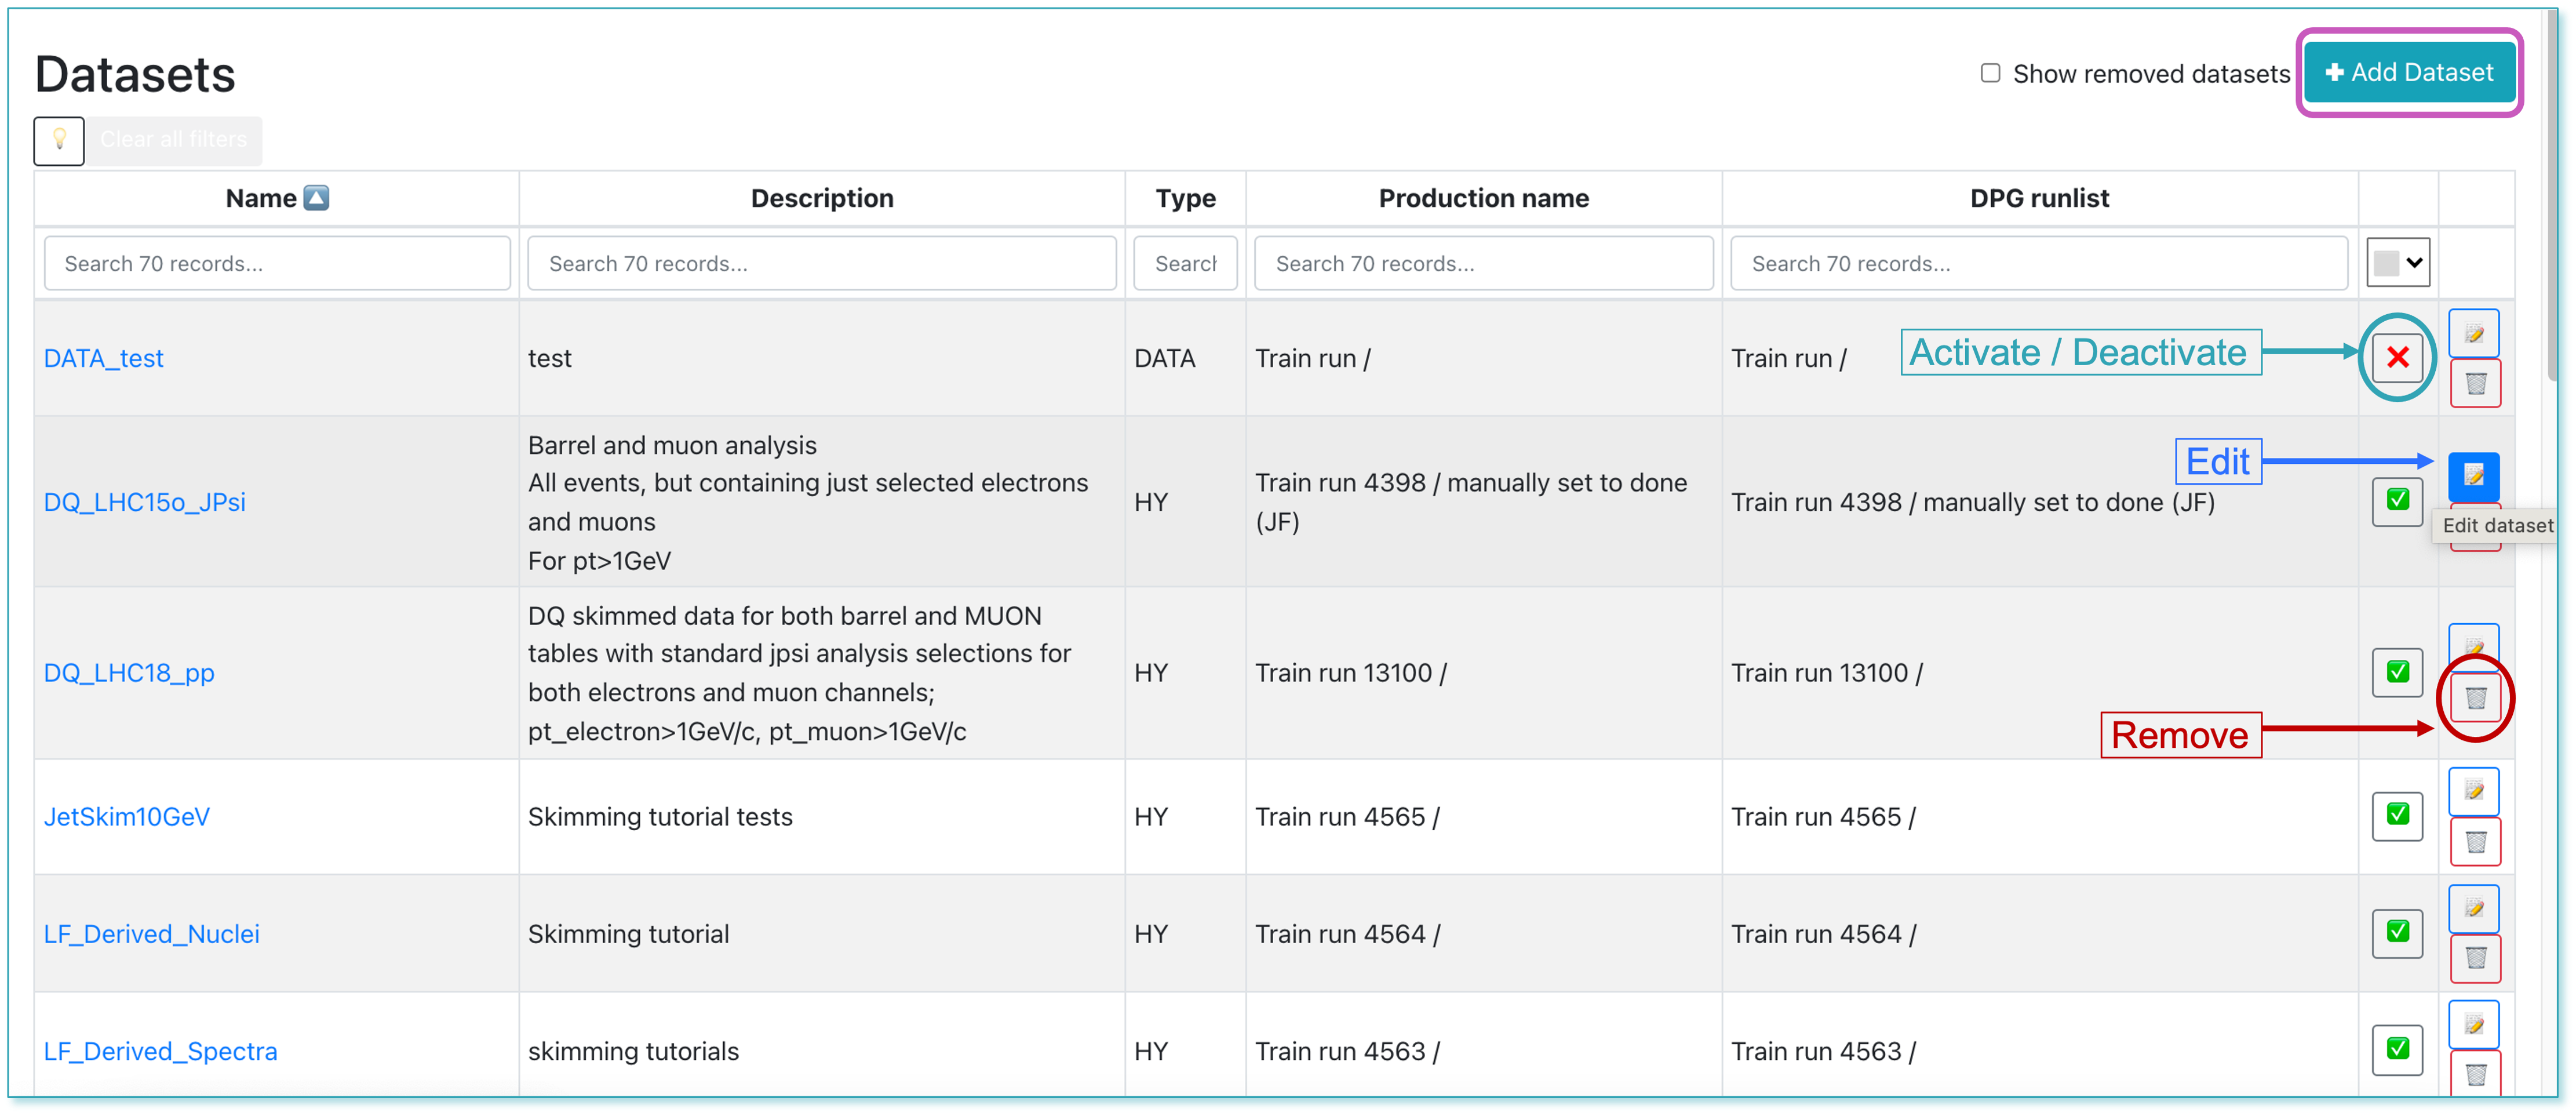 Datasets
Show removed datasets
Add Dataset
Clear all filters
Name
Description
Type
Production name
DPG runlist
Search 70 records...
Search 70 records...
Search
Search 70 records...
Search 70 records...
DATA_test
test
DATA
Train run /
Train run /
Activate / Deactivate
DQ_LHC15o_JPsi
Barrel and muon analysis
All events, but containing just selected electrons
and muons
For pt>1GeV
HY
Train run 4398 / manually set to done
(JF)
Train run 4398 / manually set to done (JF)
Edit
Edit dataset
DQ_LHC18_pp
DQ skimmed data for both barrel and MUON
tables with standard jpsi analysis selections for
both electrons and muon channels;
pt_electron>1GeV/c, pt_muon>1GeV/c
HY
Train run 13100 /
Train run 13100 /
Remove
JetSkim10GeV
Skimming tutorial tests
HY
Train run 4565 /
Train run 4565 /
LF_Derived_Nuclei
Skimming tutorial
HY
Train run 4564 /
Train run 4564 /
LF_Derived_Spectra
skimming tutorials
HY
Train run 4563 /
Train run 4563 /